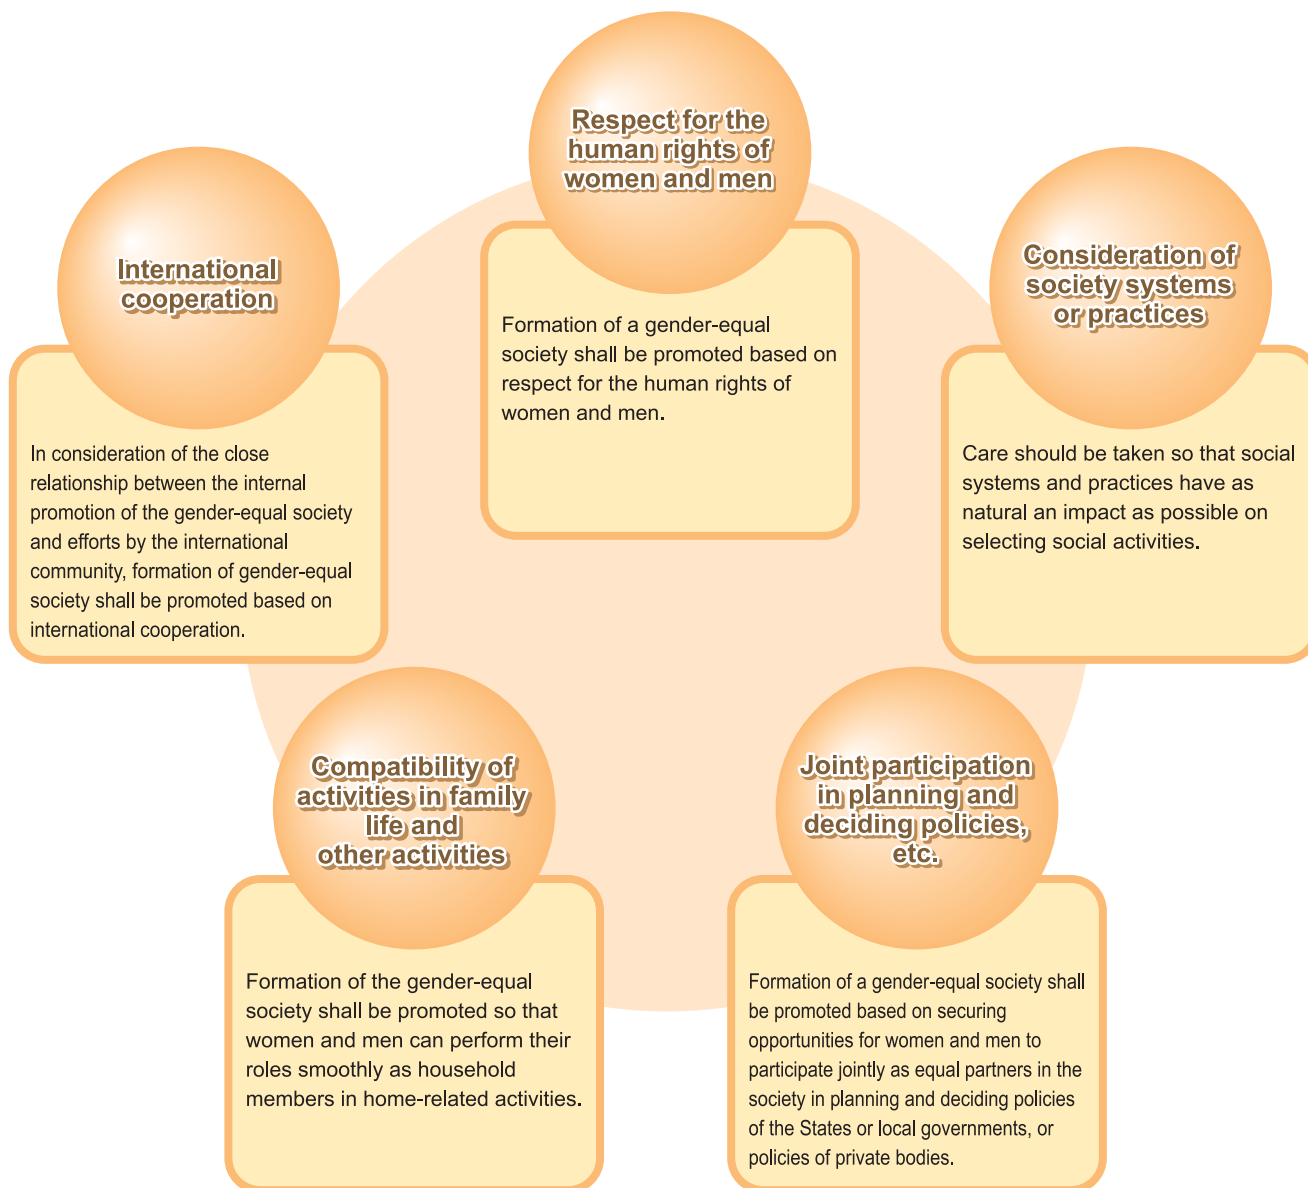 Respect for the
human rights of
women and men
Formation of a gender-equal
society shall be promoted based on
respect for the human rights of
women and men.
Consideration of
society systems
or practices
Care should be taken so that social
systems and practices have as
natural an impact as possible on
selecting social activities.
Joint participation
in planning and
deciding policies,
etc.
Formation of a gender-equal society shall
be promoted based on securing
opportunities for women and men to
participate jointly as equal partners in the
society in planning and deciding policies
of the States or local governments, or
policies of private bodies.
Compatibility of
activities in family
life and
other activities
Formation of the gender-equal
society shall be promoted so that
women and men can perform their
roles smoothly as household
members in home-related activities.
International
cooperation
In consideration of the close
relationship between the internal
promotion of the gender-equal society
and efforts by the international
community, formation of gender-equal
society shall be promoted based on
international cooperation.